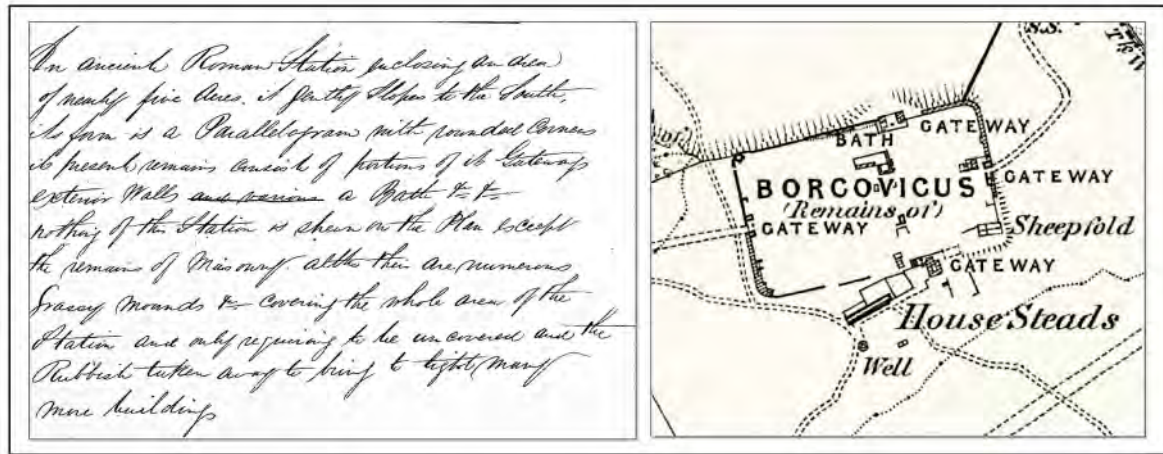 An ancient Roman Station enclosing an area
of nearly five Acres. it gently Slopes to the South,
its form is a Parallelogram with rounded Corners
its present remains consist of portions of its Gateways
exterior Walls and various a Bath &c &c
nothing of this Station is shewn on the Plan except
the remains of Masonry. altho their are, numerous
Grassy Mounds &c covering the whole area of the
Station and only requiring to be uncovered and the
Rubbish taken away to bring to light, many
more buildings
S.S.
BATH
GATEWAY
BORCOVICUS
GATEWAY
(Remains of)
GATEWAY
Sheepfold
GATEWAY
House Steads
Well